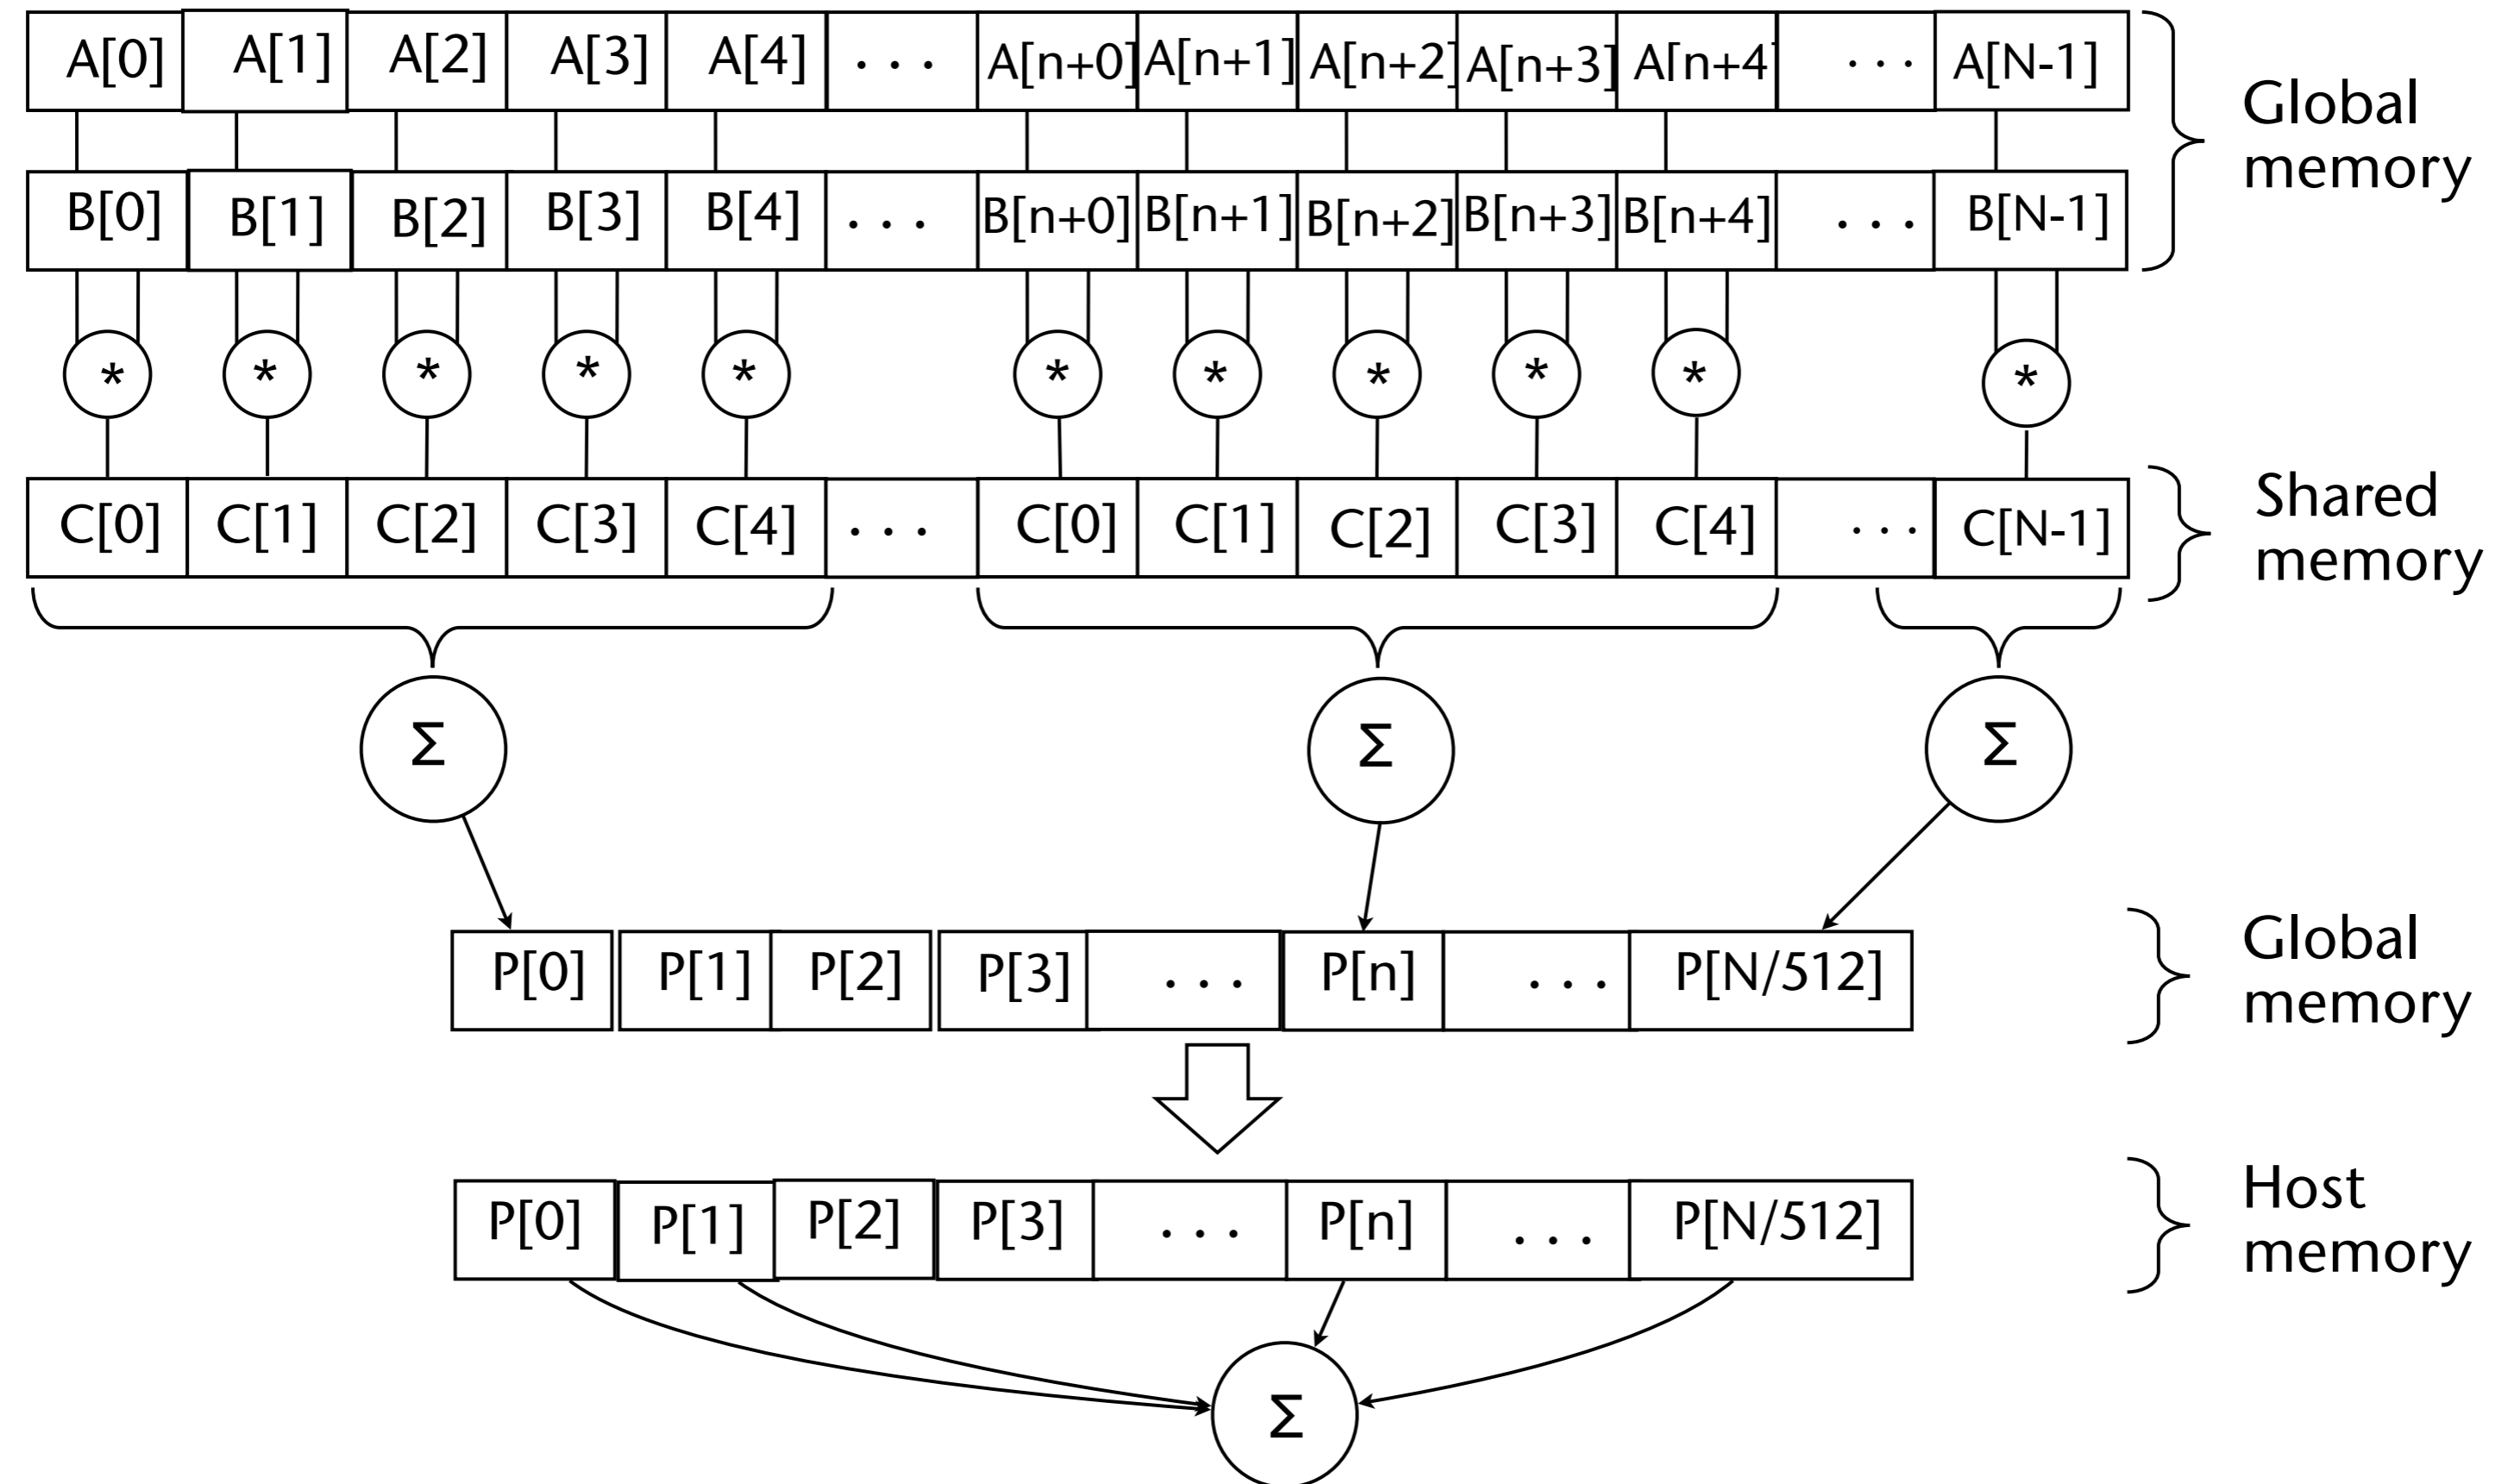 A[0] A[1] A[2] A[3] A[4] . . . A[n+0] A[n+1] A[n+2] A[n+3] A[n+4 . . . A[N-1]
Global
memory
B[0] B[1] B[2] B[3] B[4] . . . B[n+0] B[n+1] B[n+2] B[n+3] B[n+4] . . . B[N-1]
* * * * * * * * * * *
C[0] C[1] C[2] C[3] C[4] . . . C[0] C[1] C[2] C[3] C[4] . . . C[N-1]
Shared
memory
Σ Σ Σ
P[0] P[1] P[2] P[3] . . . P[n] . . . P[N/512]
Global
memory
P[0] P[1] P[2] P[3] . . . P[n] . . . P[N/512]
Host
memory
Σ